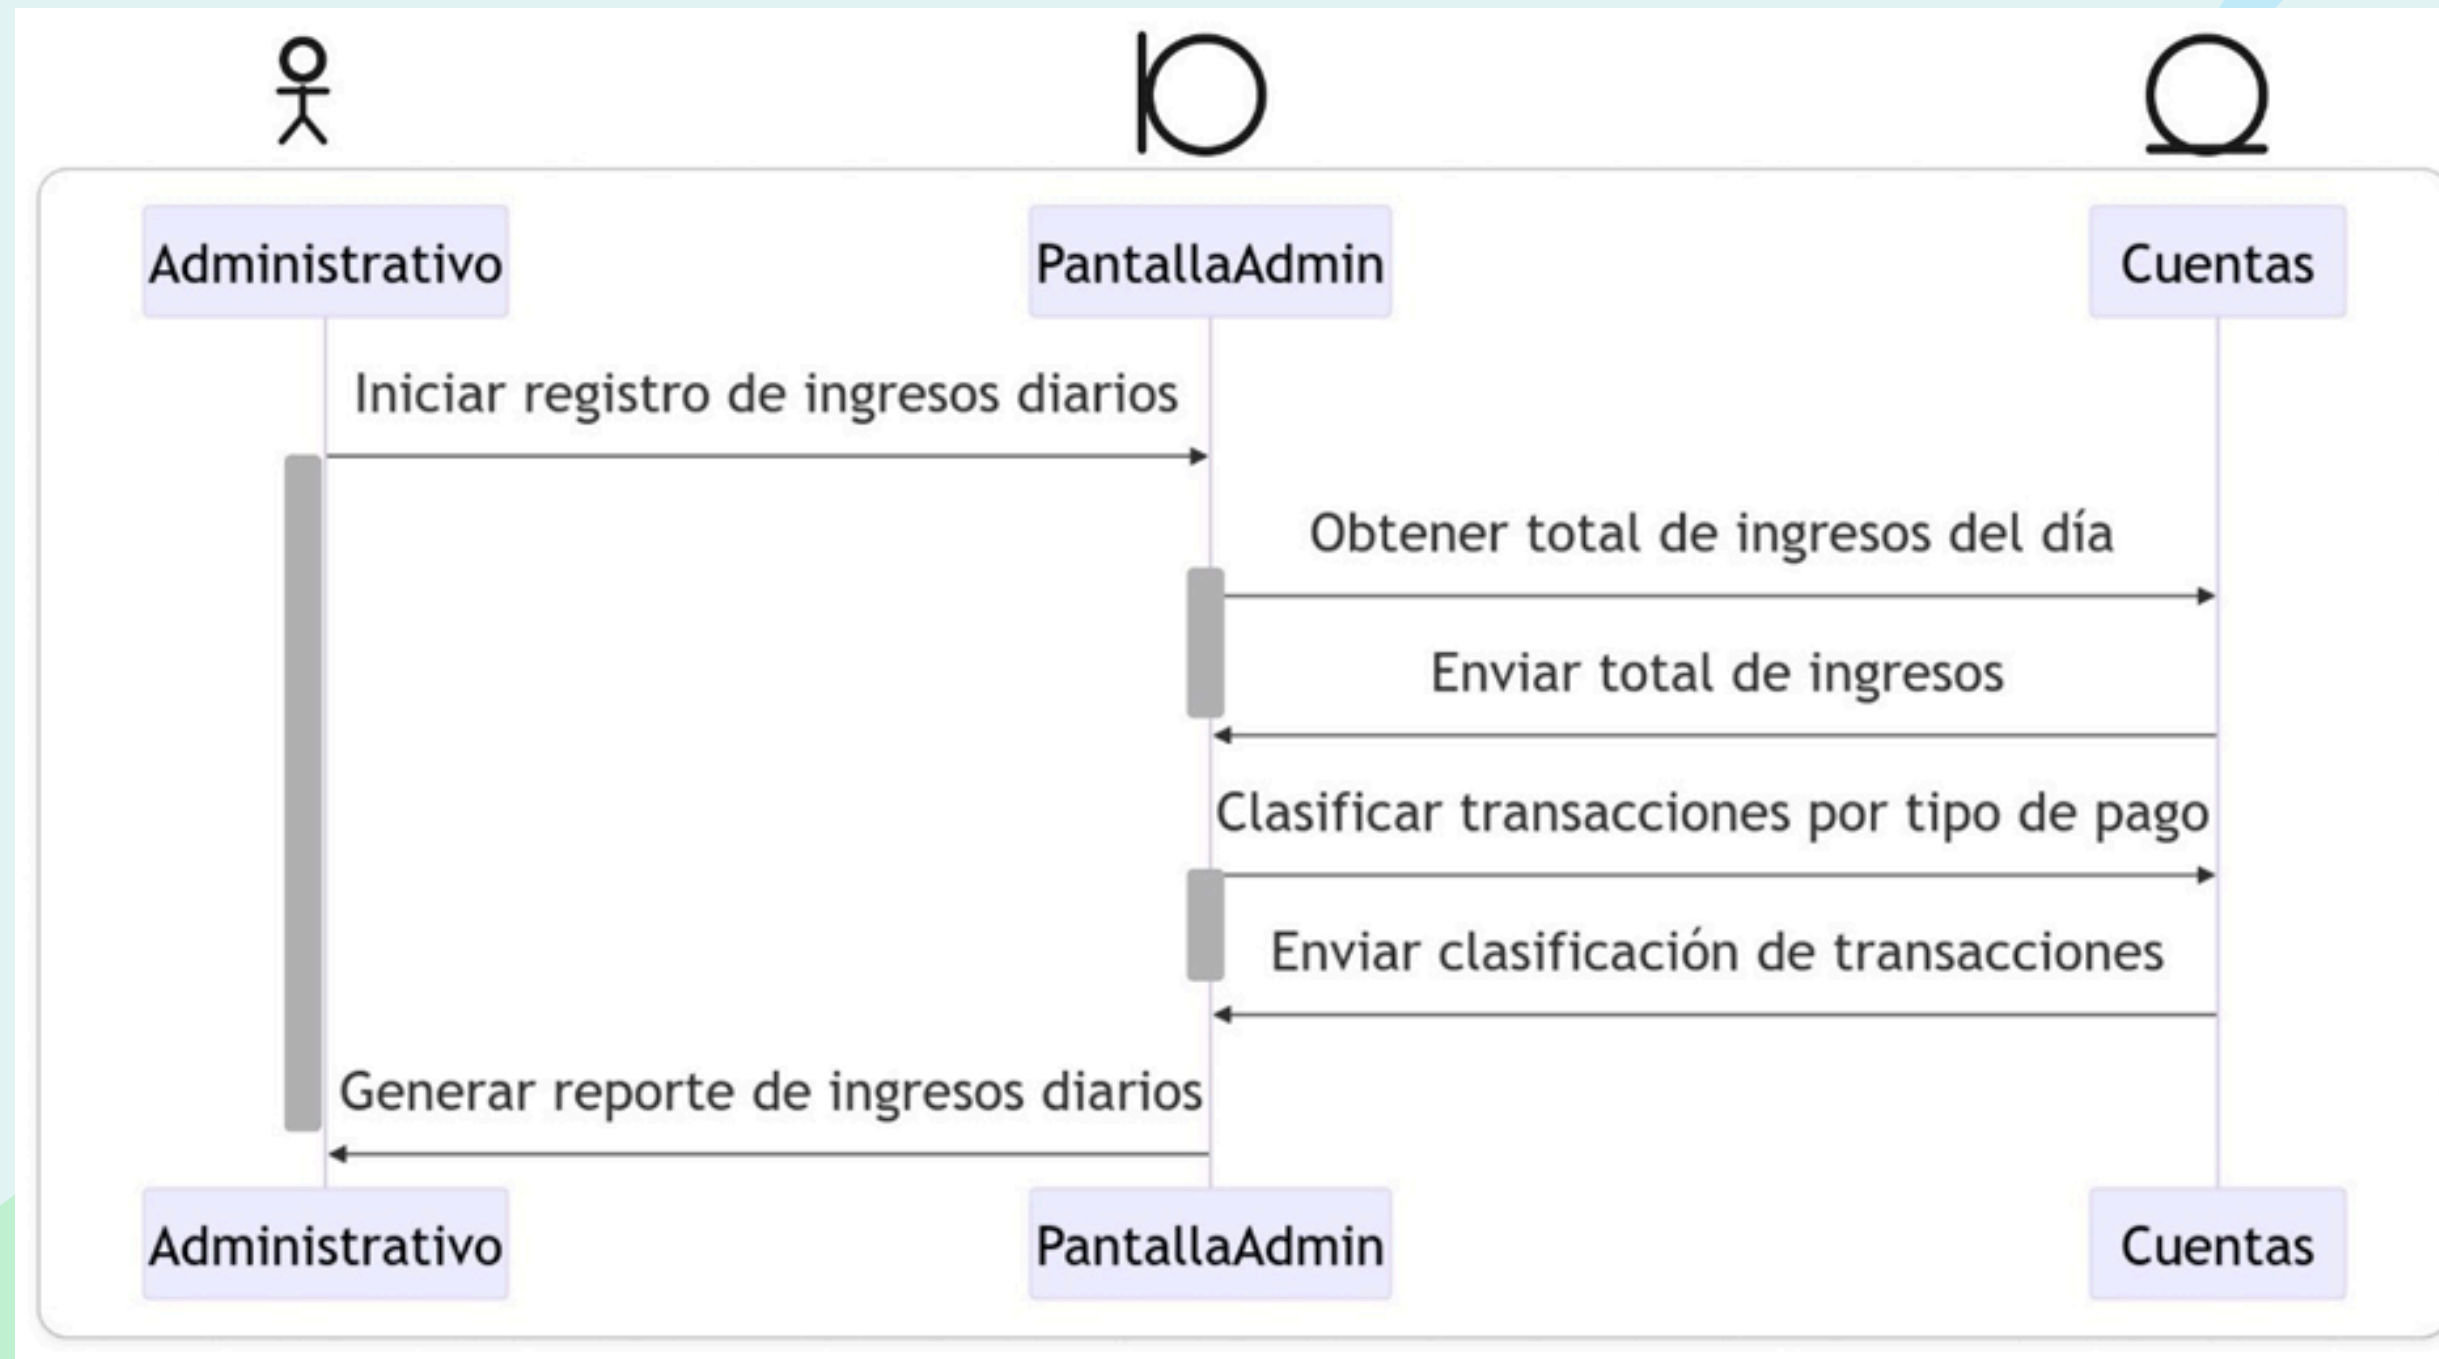 Administrativo
PantallaAdmin
Cuentas
Iniciar registro de ingresos diarios
Obtener total de ingresos del día
Enviar total de ingresos
Clasificar transacciones por tipo de pago
Enviar clasificación de transacciones
Generar reporte de ingresos diarios
Administrativo
PantallaAdmin
Cuentas